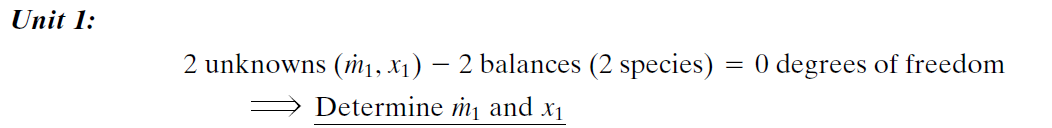 Unit 1:
2 unknowns (ṁ₁, x₁) − 2 balances (2 species) = 0 degrees of freedom
⟹ Determine ṁ₁ and x₁